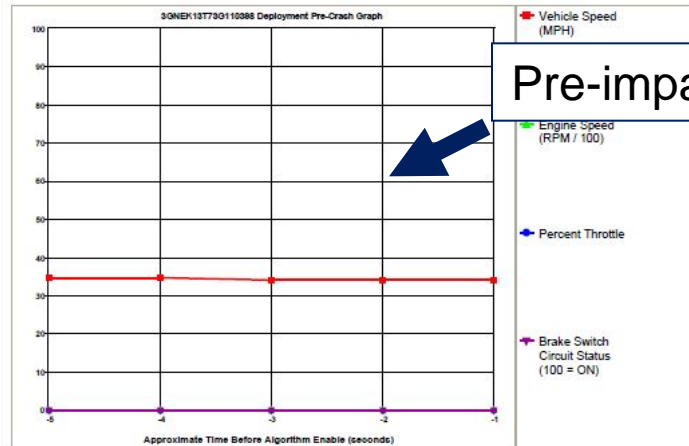 3GNEK13T73G110398 Deployment Pre-Crash Graph
Vehicle Speed
(MPH)
Pre-impa
Engine Speed
(RPM / 100)
Percent Throttle
Brake Switch
Circuit Status
(100 = ON)
100
90
80
70
60
50
40
30
20
10
0
-5 -4 -3 -2 -1
Approximate Time Before Algorithm Enable (seconds)